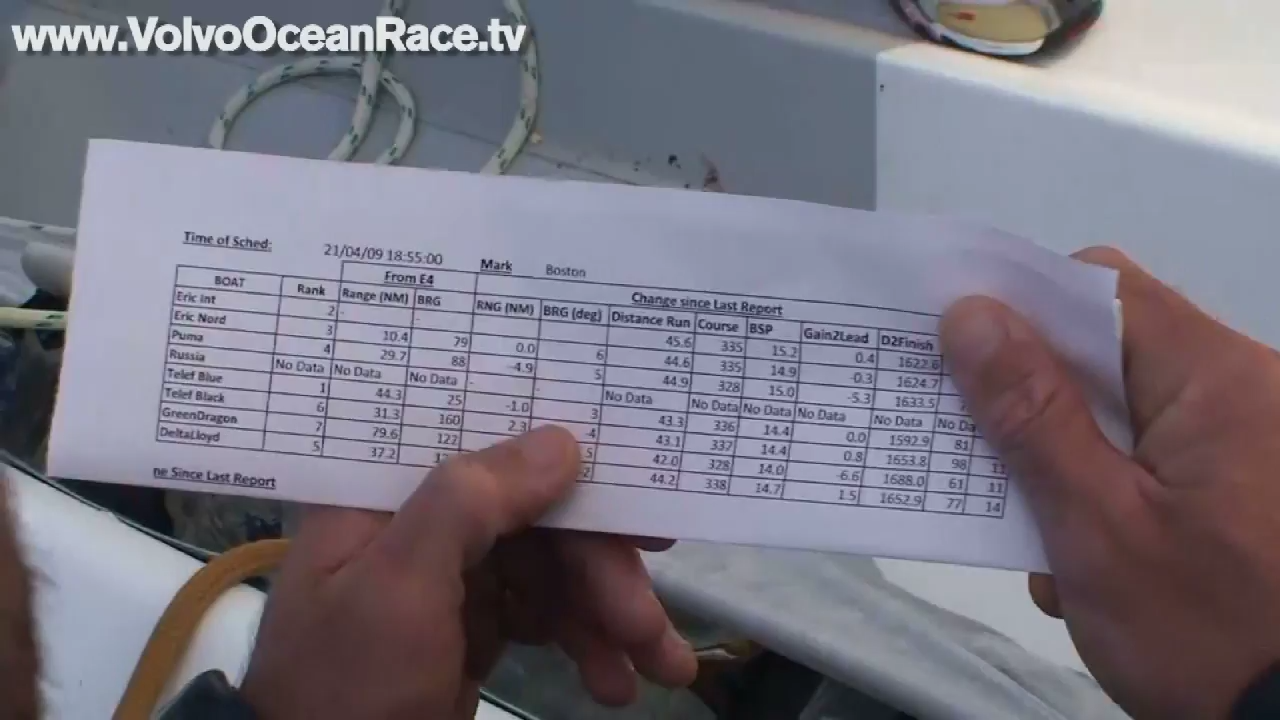 www.VolvoOceanRace.tv
Time of Sched: 21/04/09 18:55:00 Mark Boston
From E4 Change since Last Report
BOAT Rank Range (NM) BRG RNG (NM) BRG (deg) Distance Run Course BSP Gain2Lead D2Finish
Eric Int 2 - - 45.6 335 15.2 0.4 1622.6
Eric Nord 3 10.4 79 0.0 6 44.6 335 14.9 -0.3 1624.7
Puma 4 29.7 88 -4.9 5 44.9 328 15.0 -5.3 1633.5
Russia No Data No Data No Data - - No Data No Data No Data No Data No Data No Da
Telef Blue 1 44.3 25 -1.0 3 43.3 336 14.4 0.0 1592.9 81
Telef Black 6 31.3 160 2.3 -4 43.1 337 14.4 0.8 1653.8 98 11
GreenDragon 7 79.6 122 5 42.0 328 14.0 -6.6 1688.0 61 11
DeltaLloyd 5 37.2 44.2 338 14.7 1.5 1652.9 77 14
ne Since Last Report